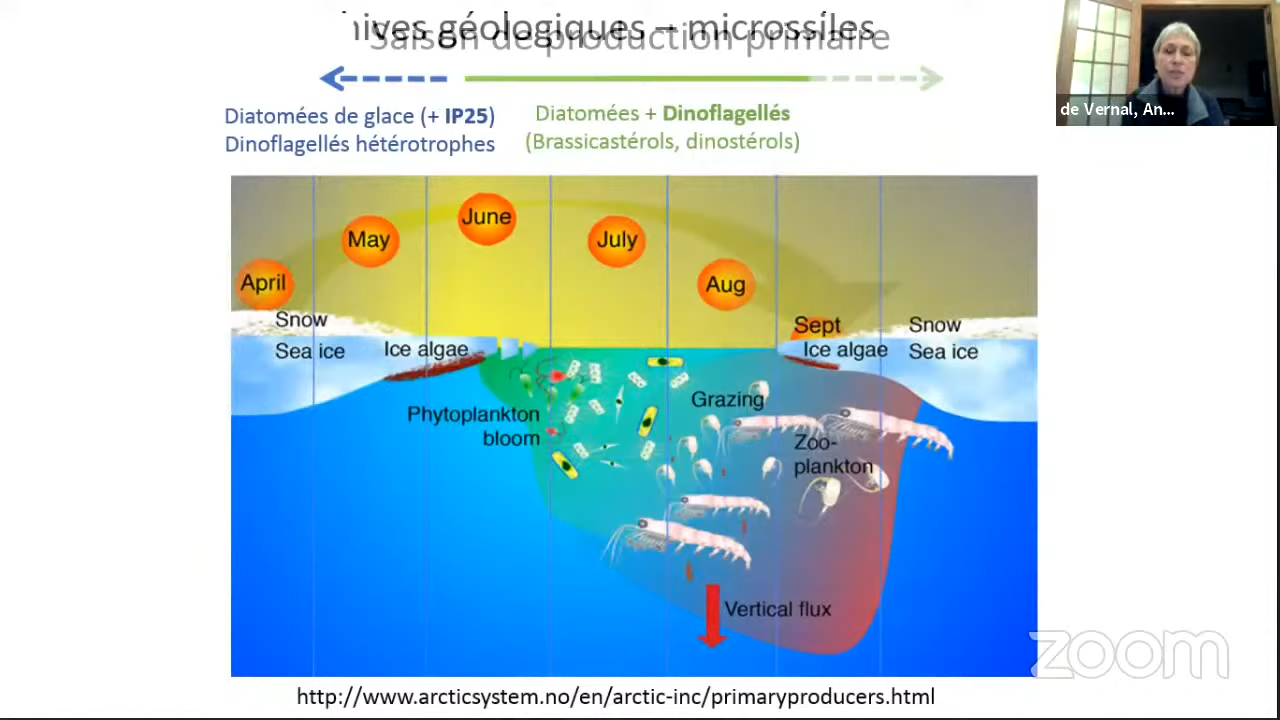 hives géologiques – microssiles
Saison de production primaire
Diatomées de glace (+ IP25)
Dinoflagellés hétérotrophes
Diatomées + Dinoflagellés
(Brassicastérols, dinostérols)
de Vernal, An...
June
May
July
April
Aug
Snow
Sept
Snow
Sea ice
Ice algae
Ice algae
Sea ice
Grazing
Phytoplankton
bloom
Zoo-
plankton
Vertical flux
zoom
http://www.arcticsystem.no/en/arctic-inc/primaryproducers.html